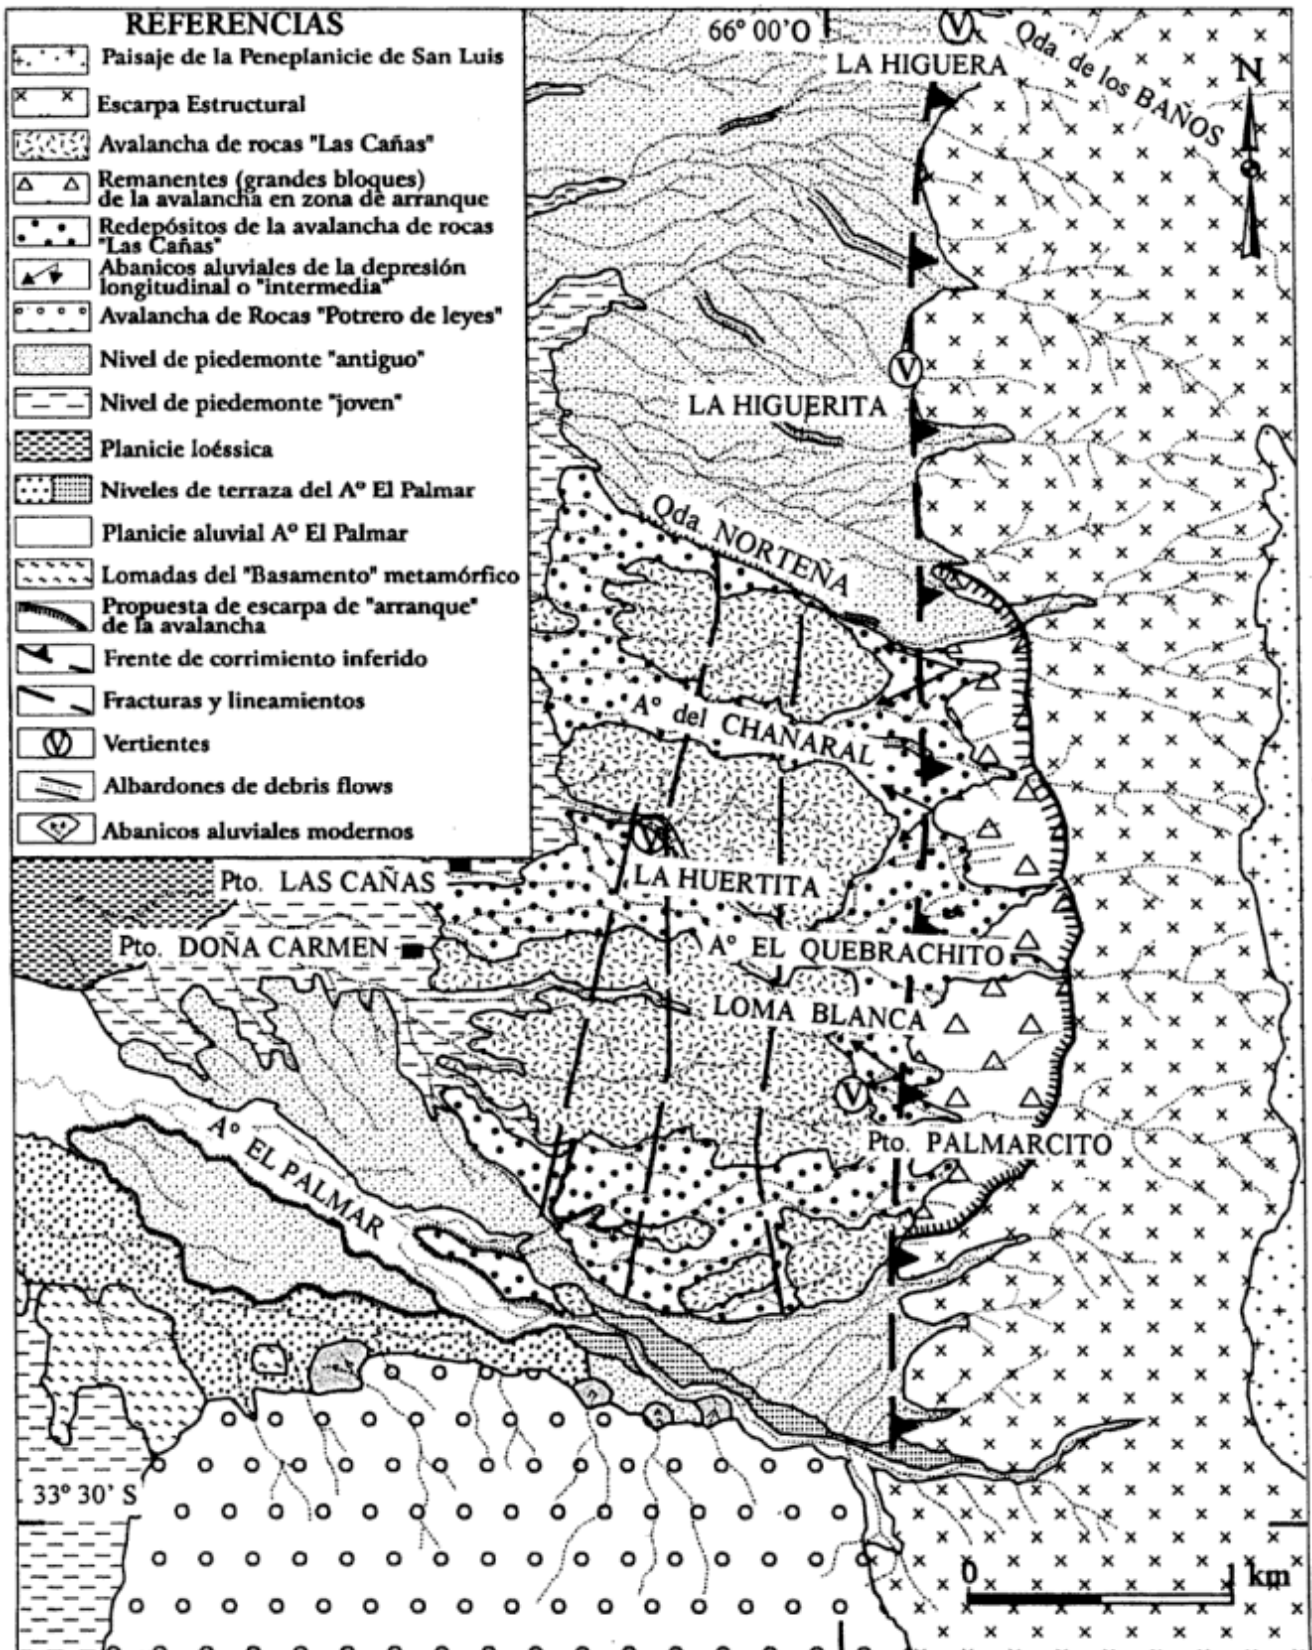 REFERENCIAS
Paisaje de la Peneplanicie de San Luis
Escarpa Estructural
Avalancha de rocas "Las Cañas"
Remanentes (grandes bloques)
de la avalancha en zona de arranque
Redepósitos de la avalancha de rocas
"Las Cañas"
Abanicos aluviales de la depresión
longitudinal o "intermedia"
Avalancha de Rocas "Potrero de leyes"
Nivel de piedemonte "antiguo"
Nivel de piedemonte "joven"
Planicie loéssica
Niveles de terraza del Aº El Palmar
Planicie aluvial Aº El Palmar
Lomadas del "Basamento" metamórfico
Propuesta de escarpa de "arranque"
de la avalancha
Frente de corrimiento inferido
Fracturas y lineamientos
V Vertientes
Albardones de debris flows
Abanicos aluviales modernos
66º 00'O
V
LA HIGUERA
Qda. de los BAÑOS
N
V
LA HIGUERITA
Qda. NORTEÑA
Aº del CHAÑARAL
V
LA HUERTITA
Pto. LAS CAÑAS
Pto. DOÑA CARMEN
Aº EL QUEBRACHITO
LOMA BLANCA
V
Pto. PALMARCITO
Aº EL PALMAR
33º 30' S
0 1 km